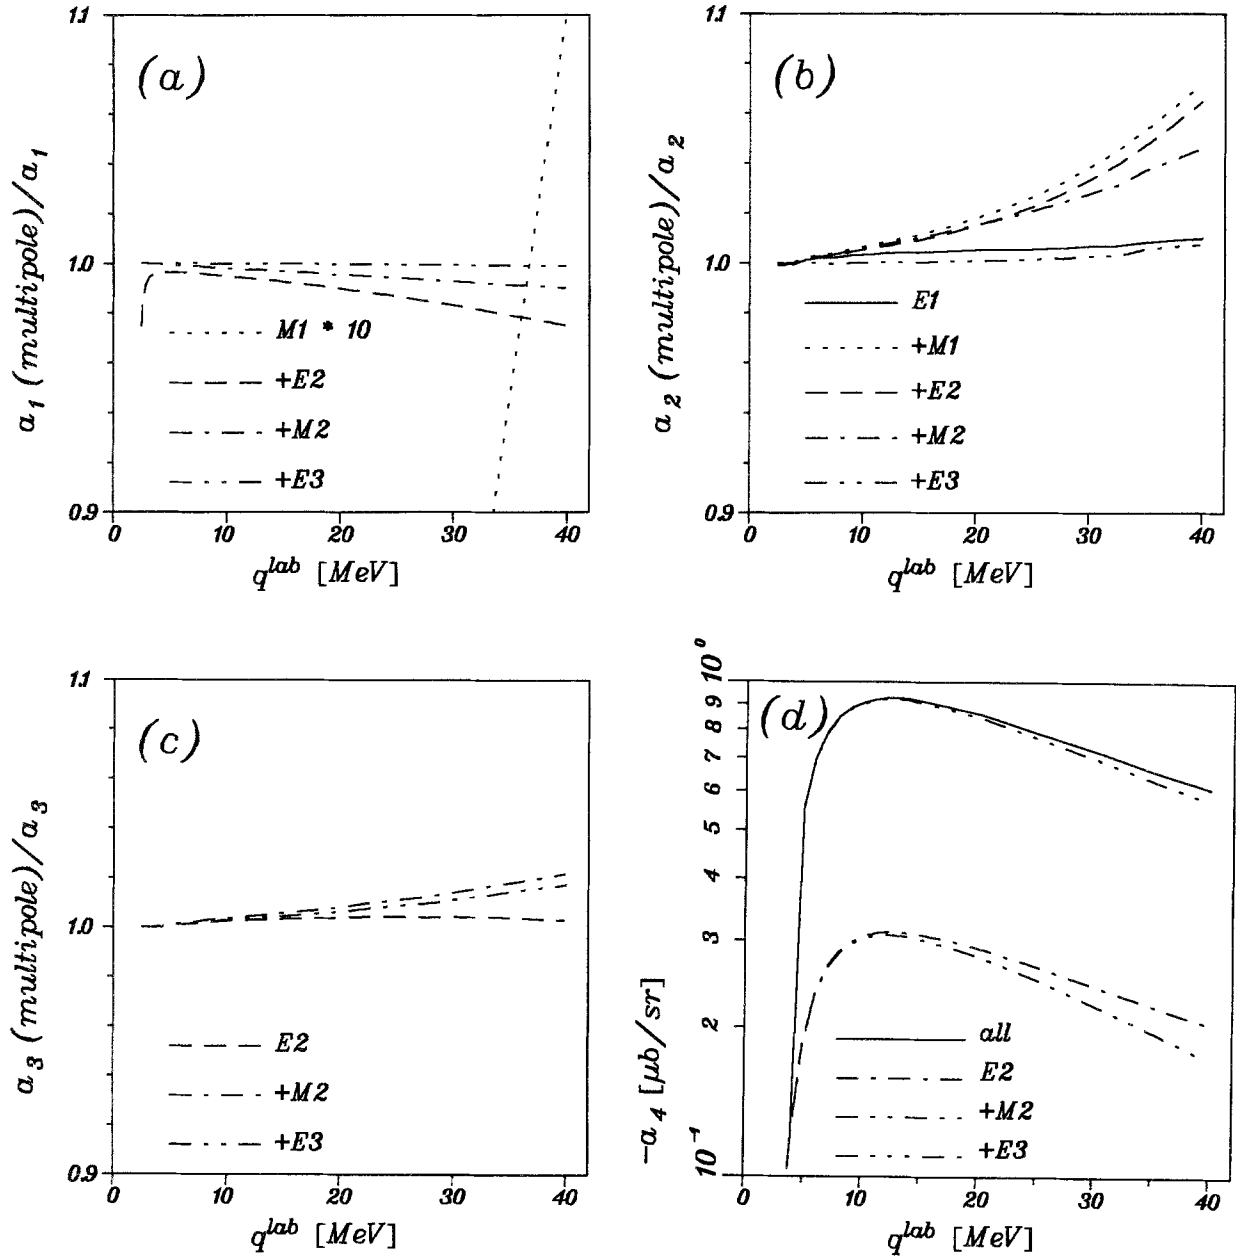 (a)
1.1
1.0
0.9
a1 (multipole)/a1
M1 * 10
+E2
+M2
+E3
0 10 20 30 40
q^lab [MeV]
(b)
1.1
1.0
0.9
a2 (multipole)/a2
E1
+M1
+E2
+M2
+E3
0 10 20 30 40
q^lab [MeV]
(c)
1.1
1.0
0.9
a3 (multipole)/a3
E2
+M2
+E3
0 10 20 30 40
q^lab [MeV]
(d)
10^0
9
8
7
6
5
4
3
2
10^-1
-a4 [μb/sr]
all
E2
+M2
+E3
0 10 20 30 40
q^lab [MeV]